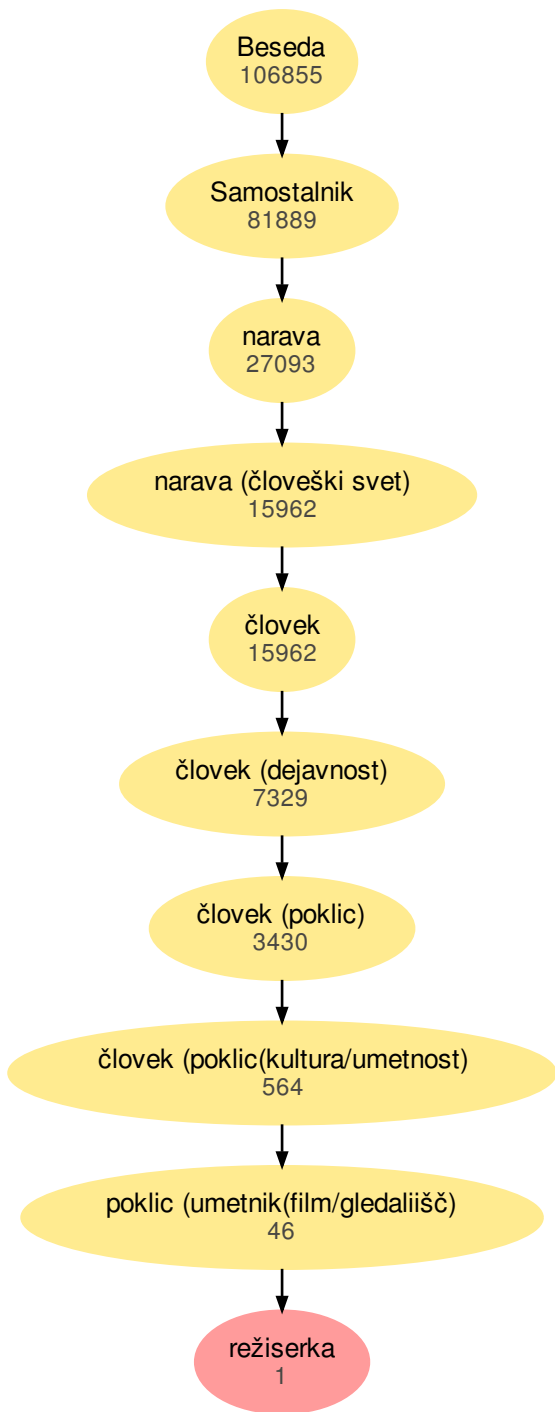 Beseda
106855
Samostalnik
81889
narava
27093
narava (človeški svet)
15962
človek
15962
človek (dejavnost)
7329
človek (poklic)
3430
človek (poklic(kultura/umetnost)
564
poklic (umetnik(film/gledaliišč)
46
režiserka
1